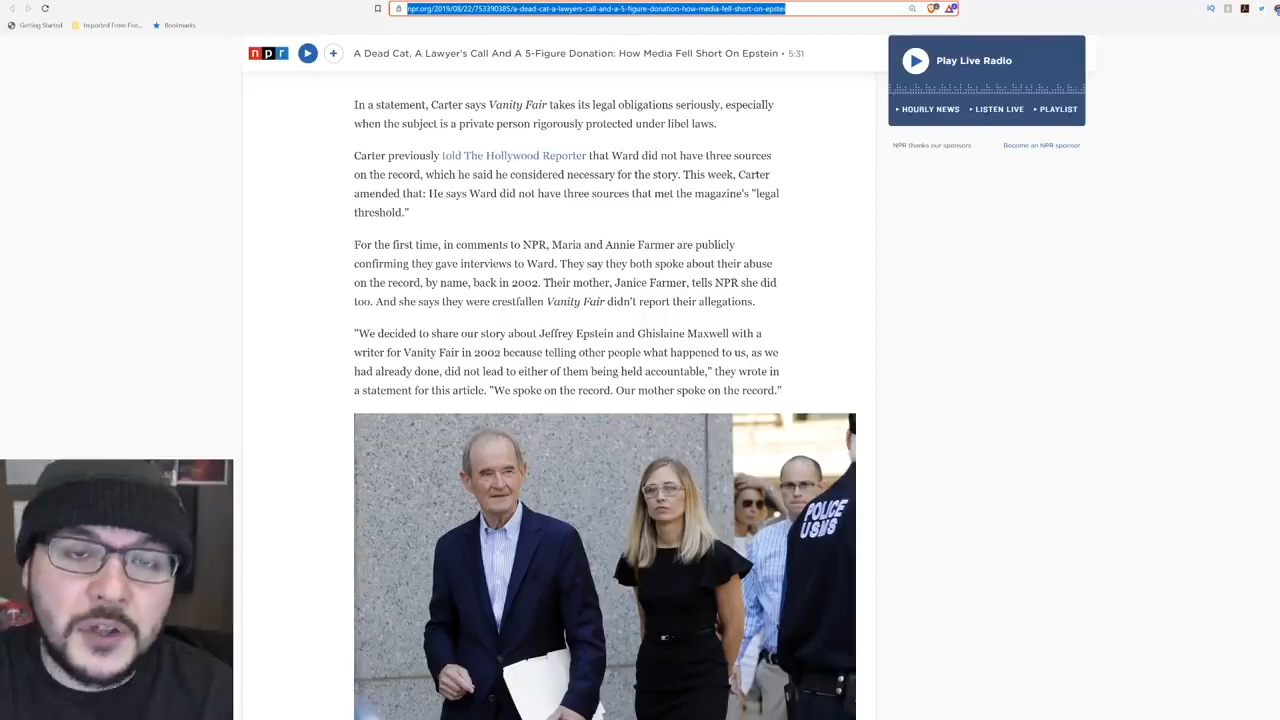 npr.org/2019/08/22/753390385/a-dead-cat-a-lawyers-call-and-a-5-figure-donation-how-media-fell-short-on-epstei
Getting Started
Imported From Fire...
Bookmarks
npr
A Dead Cat, A Lawyer's Call And A 5-Figure Donation: How Media Fell Short On Epstein • 5:31
Play Live Radio
HOURLY NEWS
LISTEN LIVE
PLAYLIST
NPR thanks our sponsors
Become an NPR sponsor
In a statement, Carter says Vanity Fair takes its legal obligations seriously, especially
when the subject is a private person rigorously protected under libel laws.
Carter previously told The Hollywood Reporter that Ward did not have three sources
on the record, which he said he considered necessary for the story. This week, Carter
amended that: He says Ward did not have three sources that met the magazine's "legal
threshold."
For the first time, in comments to NPR, Maria and Annie Farmer are publicly
confirming they gave interviews to Ward. They say they both spoke about their abuse
on the record, by name, back in 2002. Their mother, Janice Farmer, tells NPR she did
too. And she says they were crestfallen Vanity Fair didn't report their allegations.
"We decided to share our story about Jeffrey Epstein and Ghislaine Maxwell with a
writer for Vanity Fair in 2002 because telling other people what happened to us, as we
had already done, did not lead to either of them being held accountable," they wrote in
a statement for this article. "We spoke on the record. Our mother spoke on the record."
POLICE
USMS